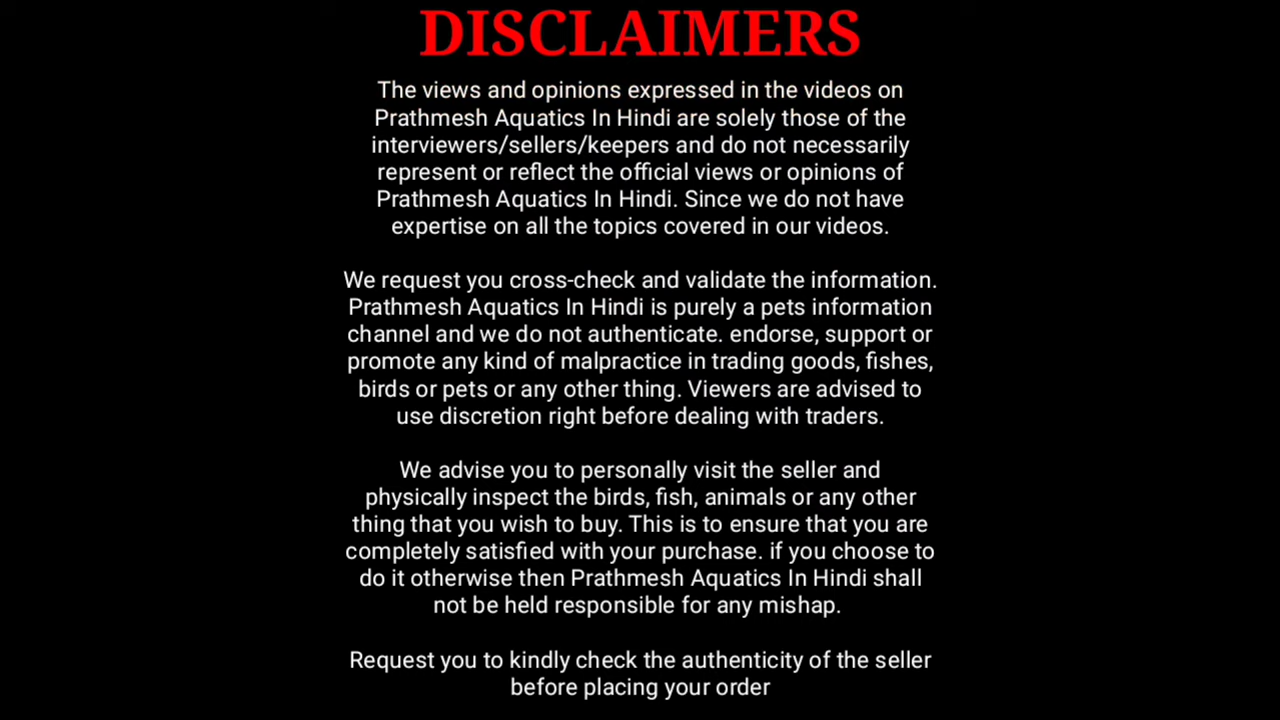 DISCLAIMERS
The views and opinions expressed in the videos on
Prathmesh Aquatics In Hindi are solely those of the
interviewers/sellers/keepers and do not necessarily
represent or reflect the official views or opinions of
Prathmesh Aquatics In Hindi. Since we do not have
expertise on all the topics covered in our videos.
We request you cross-check and validate the information.
Prathmesh Aquatics In Hindi is purely a pets information
channel and we do not authenticate. endorse, support or
promote any kind of malpractice in trading goods, fishes,
birds or pets or any other thing. Viewers are advised to
use discretion right before dealing with traders.
We advise you to personally visit the seller and
physically inspect the birds, fish, animals or any other
thing that you wish to buy. This is to ensure that you are
completely satisfied with your purchase. if you choose to
do it otherwise then Prathmesh Aquatics In Hindi shall
not be held responsible for any mishap.
Request you to kindly check the authenticity of the seller
before placing your order